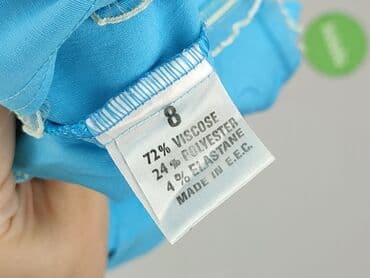 8
72% VISCOSE
24% POLYESTER
4% ELASTANE
MADE IN E.E.C.